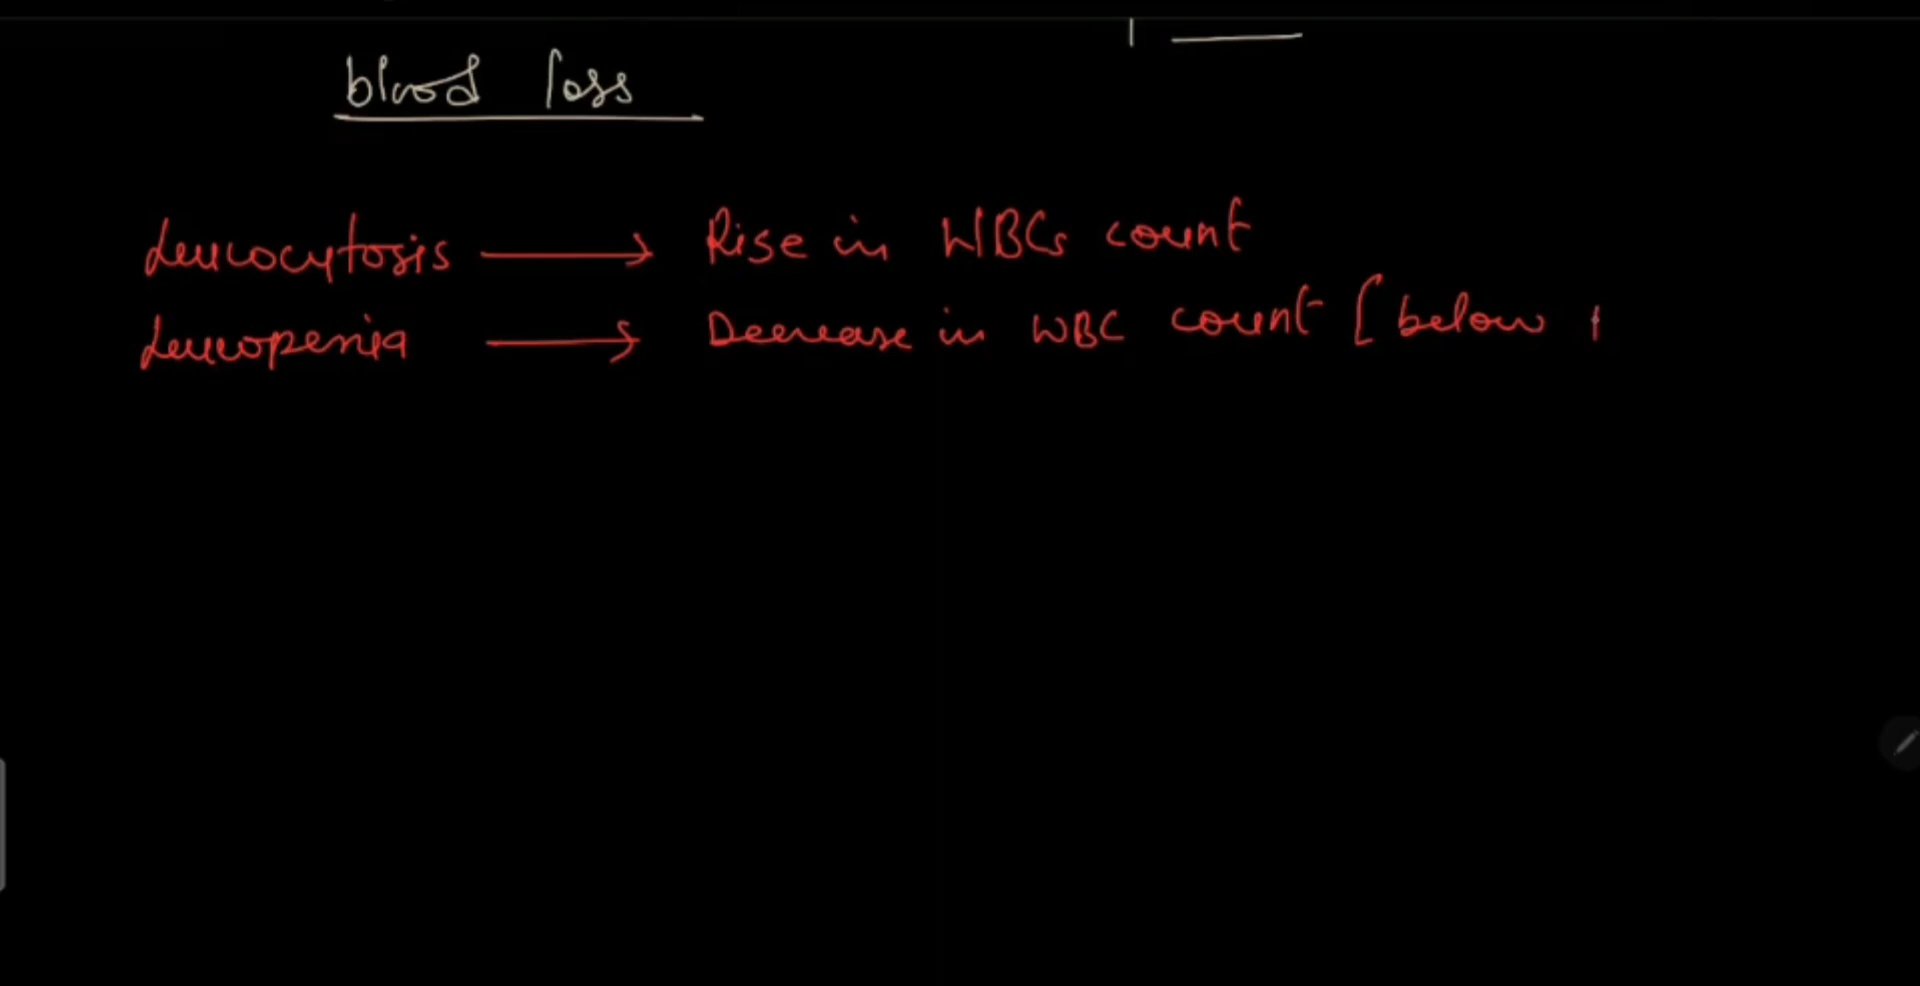 blood loss
Leucocytosis → Rise in WBCs count
Leucopenia → Decrease in WBC count [below